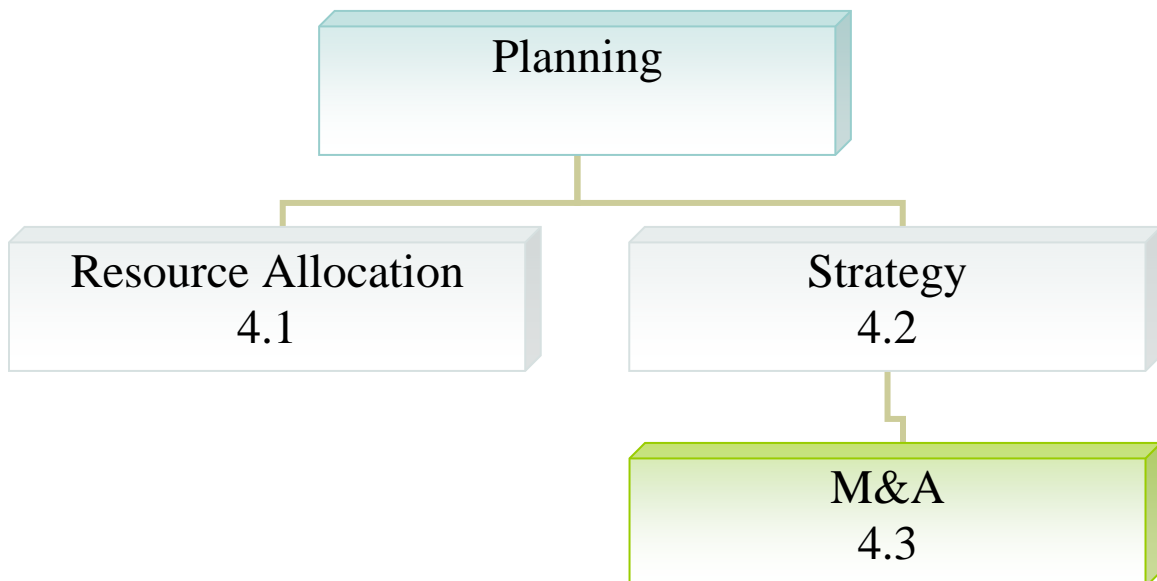 Planning
Resource Allocation
4.1
Strategy
4.2
M&A
4.3